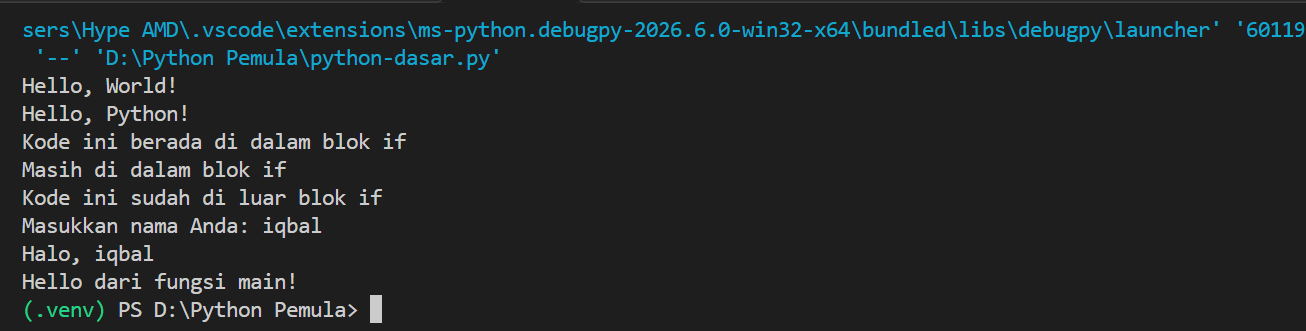 sers\Hype AMD\.vscode\extensions\ms-python.debugpy-2026.6.0-win32-x64\bundled\libs\debugpy\launcher' '60119
'--' 'D:\Python Pemula\python-dasar.py'
Hello, World!
Hello, Python!
Kode ini berada di dalam blok if
Masih di dalam blok if
Kode ini sudah di luar blok if
Masukkan nama Anda: iqbal
Halo, iqbal
Hello dari fungsi main!
(.venv) PS D:\Python Pemula>